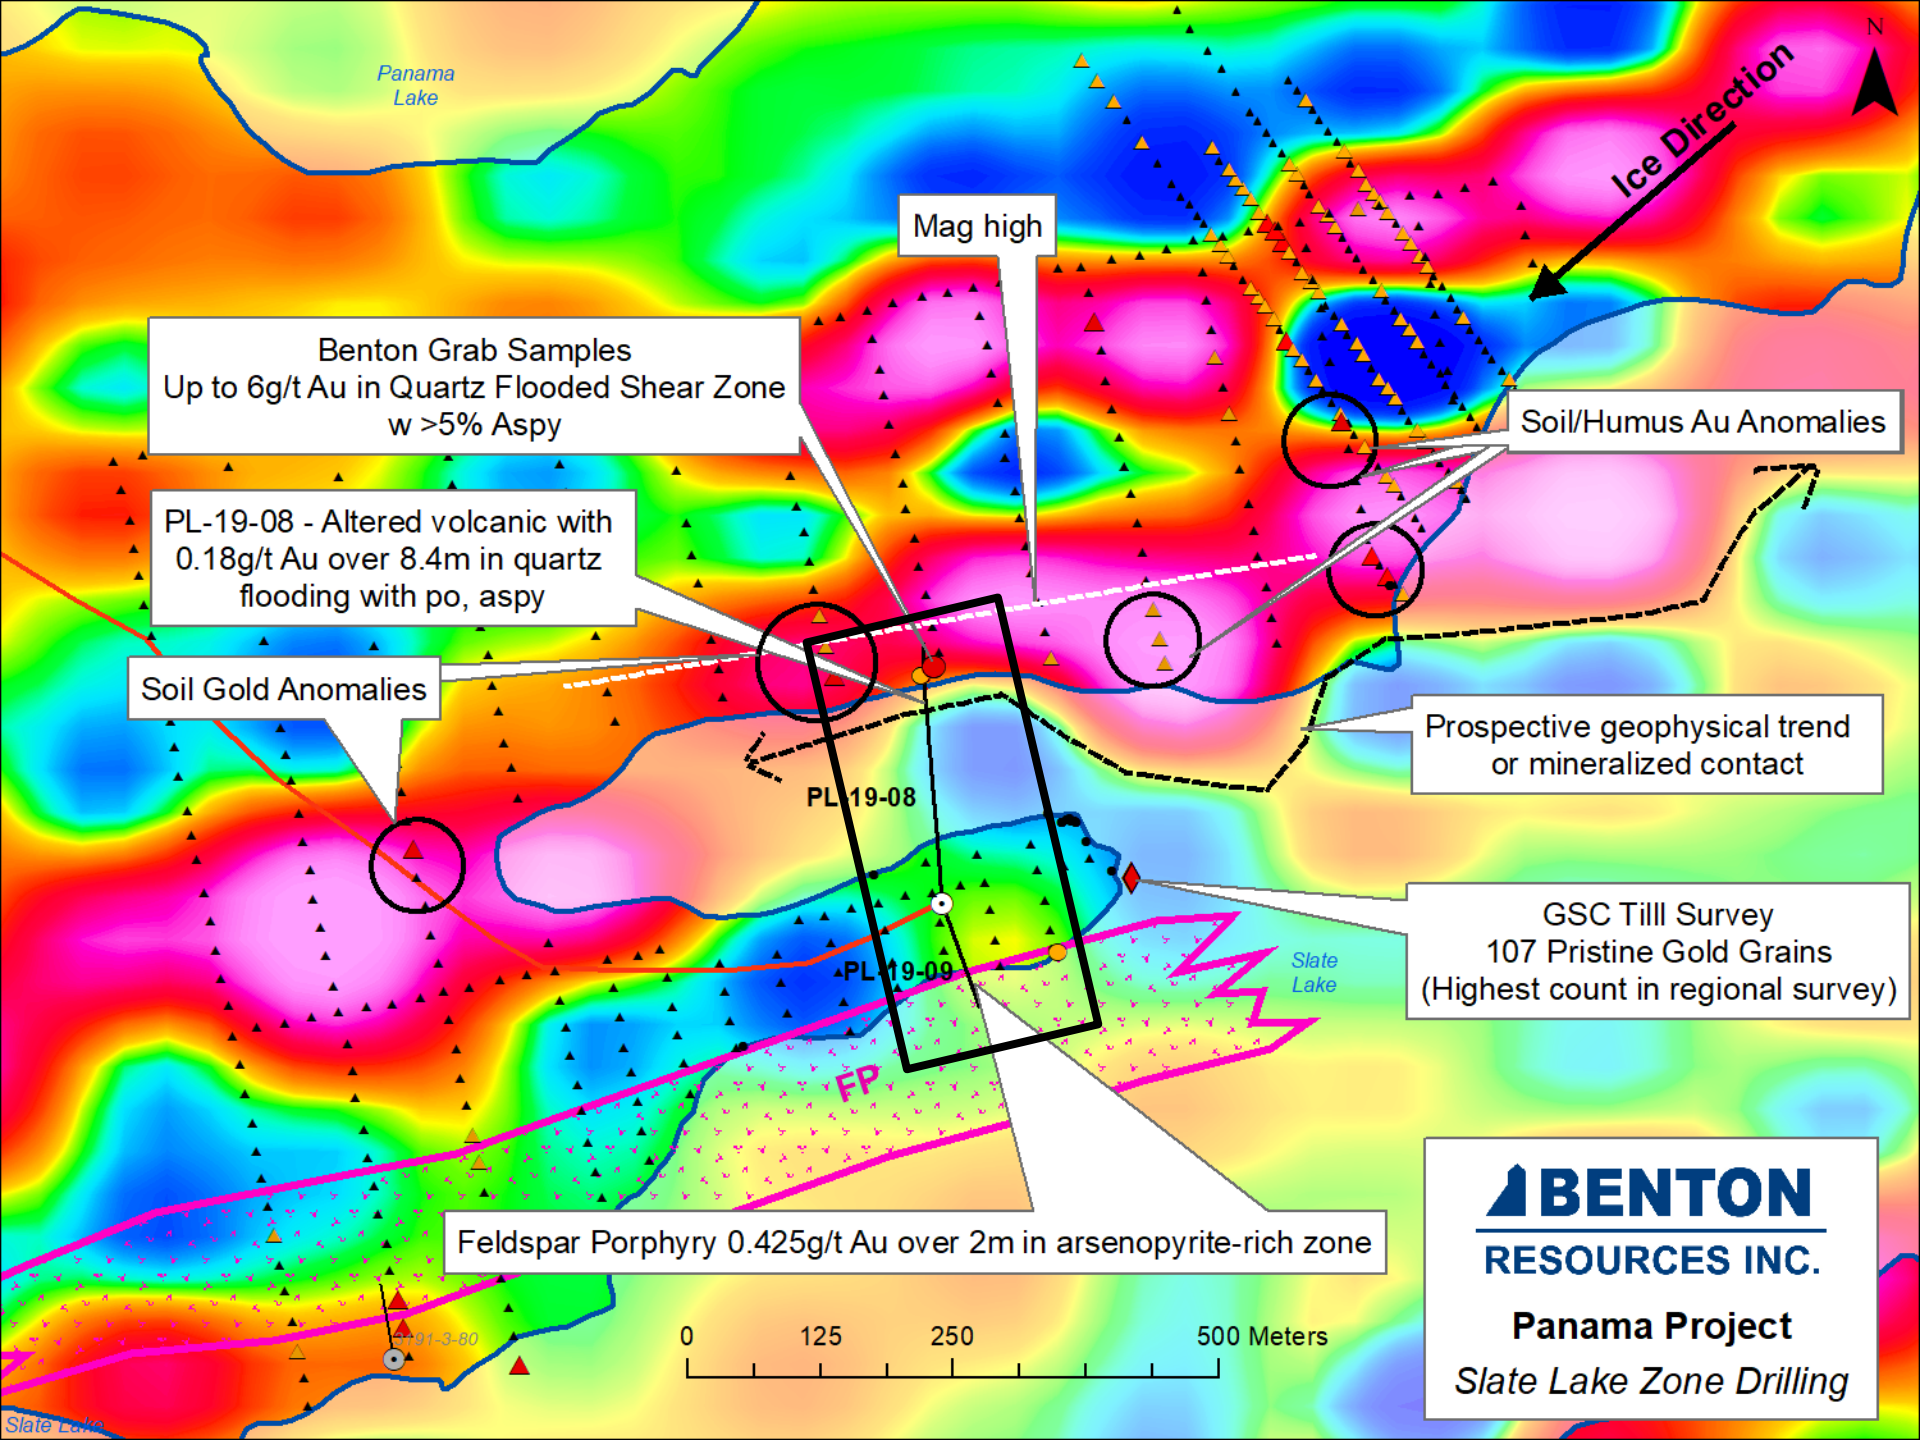 Panama
Lake
N
Ice Direction
Mag high
Benton Grab Samples
Up to 6g/t Au in Quartz Flooded Shear Zone
w >5% Aspy
Soil/Humus Au Anomalies
PL-19-08 - Altered volcanic with
0.18g/t Au over 8.4m in quartz
flooding with po, aspy
Soil Gold Anomalies
Prospective geophysical trend
or mineralized contact
PL-19-08
GSC Tilll Survey
107 Pristine Gold Grains
(Highest count in regional survey)
Slate
Lake
PL-19-09
FP
Feldspar Porphyry 0.425g/t Au over 2m in arsenopyrite-rich zone
BENTON
RESOURCES INC.
Panama Project
Slate Lake Zone Drilling
0 125 250 500 Meters
Slate Lake